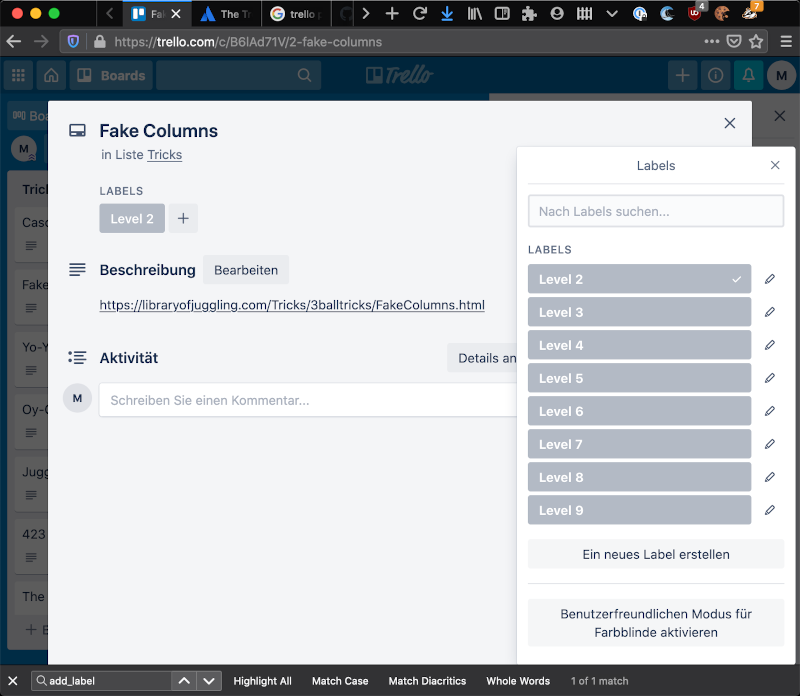 Fak
The Tr
trello p
4
7
https://trello.com/c/B6lAd71V/2-fake-columns
Boards
Trello
M
Boa
M
Trick
Casc
Fake
Yo-Y
Oy-C
Jugg
423
The
Fake Columns
in Liste Tricks
LABELS
Level 2
Beschreibung Bearbeiten
https://libraryofjuggling.com/Tricks/3balltricks/FakeColumns.html
Aktivität Details an
M
Schreiben Sie einen Kommentar...
Labels
Nach Labels suchen...
LABELS
Level 2
Level 3
Level 4
Level 5
Level 6
Level 7
Level 8
Level 9
Ein neues Label erstellen
Benutzerfreundlichen Modus für
Farbblinde aktivieren
add_label Highlight All Match Case Match Diacritics Whole Words 1 of 1 match